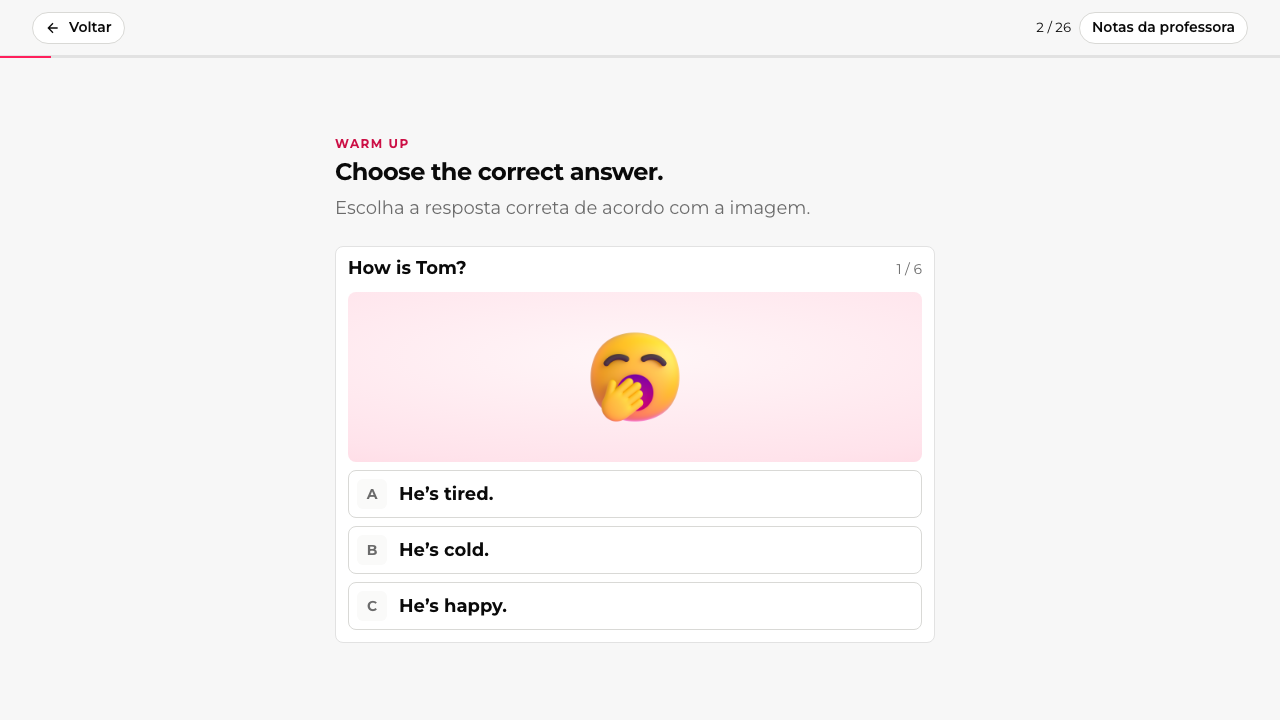 Voltar
2 / 26
Notas da professora
WARM UP
Choose the correct answer.
Escolha a resposta correta de acordo com a imagem.
How is Tom?
1 / 6
A He’s tired.
B He’s cold.
C He’s happy.